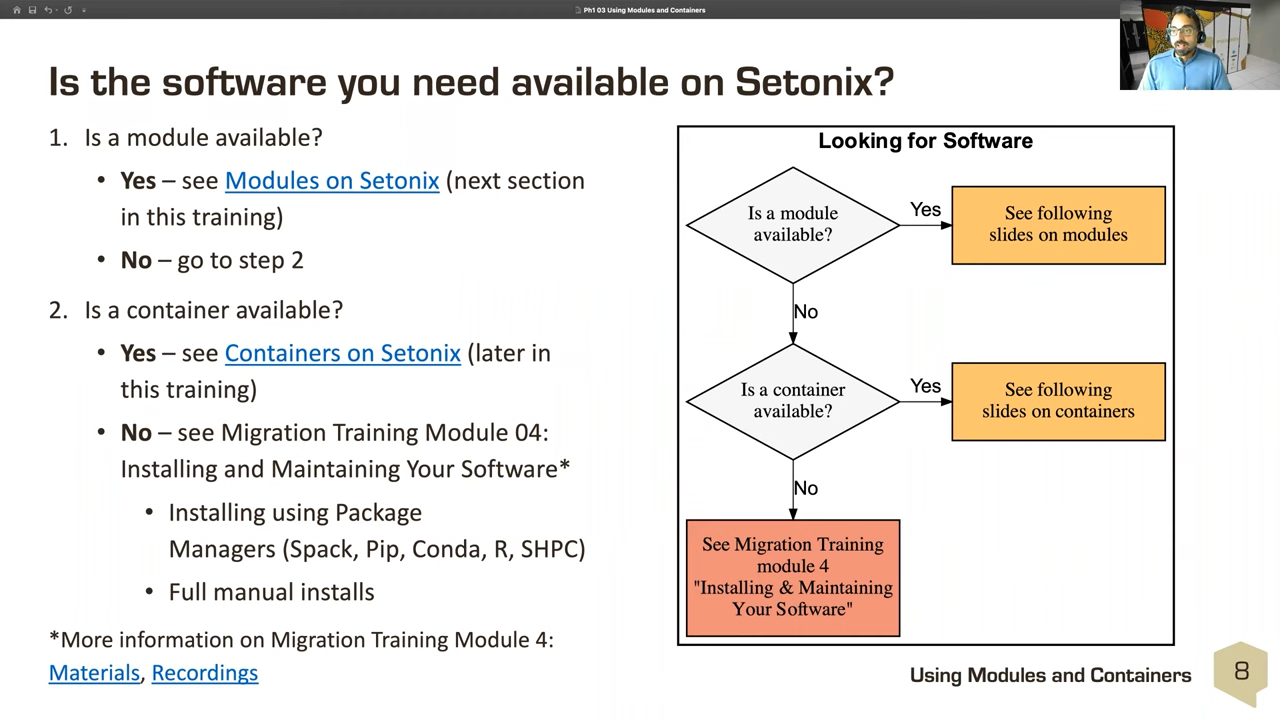 Ph1 03 Using Modules and Containers
Is the software you need available on Setonix?
1. Is a module available?
• Yes – see Modules on Setonix (next section
in this training)
• No – go to step 2
2. Is a container available?
• Yes – see Containers on Setonix (later in
this training)
• No – see Migration Training Module 04:
Installing and Maintaining Your Software*
• Installing using Package
Managers (Spack, Pip, Conda, R, SHPC)
• Full manual installs
*More information on Migration Training Module 4:
Materials, Recordings
Looking for Software
Is a module
available?
Yes
See following
slides on modules
No
Is a container
available?
Yes
See following
slides on containers
No
See Migration Training
module 4
"Installing & Maintaining
Your Software"
Using Modules and Containers
8